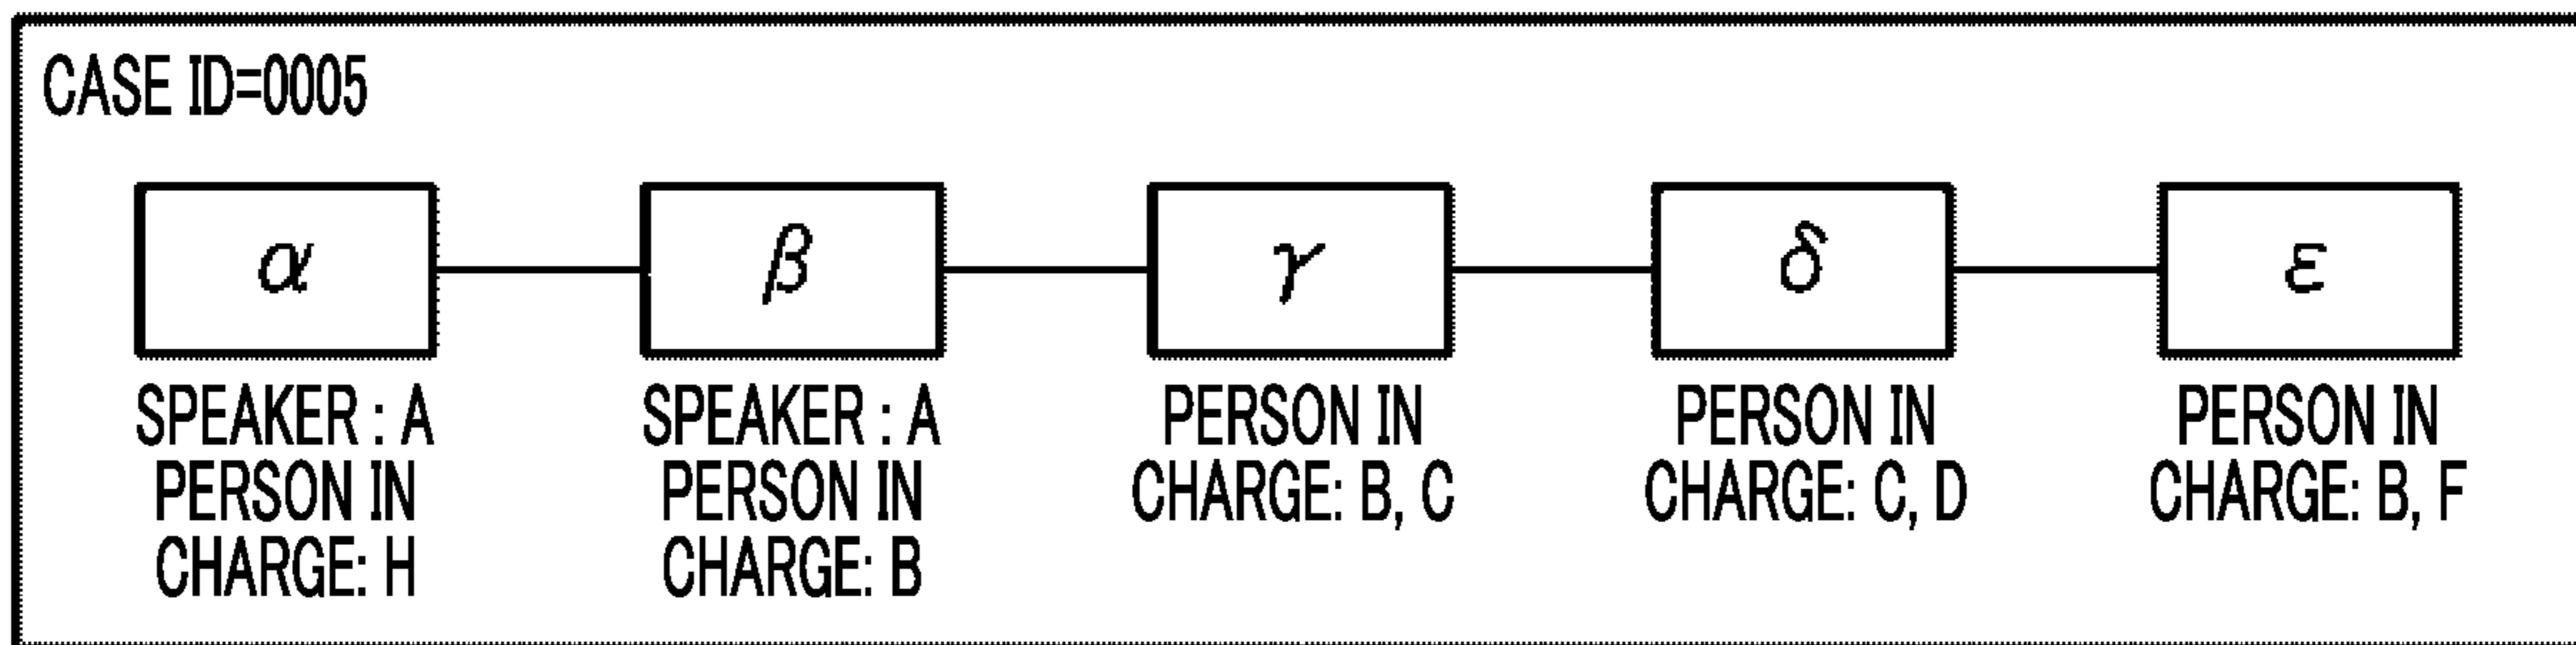 CASE ID=0005
α
β
γ
δ
ε
SPEAKER : A
PERSON IN
CHARGE: H
SPEAKER : A
PERSON IN
CHARGE: B
PERSON IN
CHARGE: B, C
PERSON IN
CHARGE: C, D
PERSON IN
CHARGE: B, F